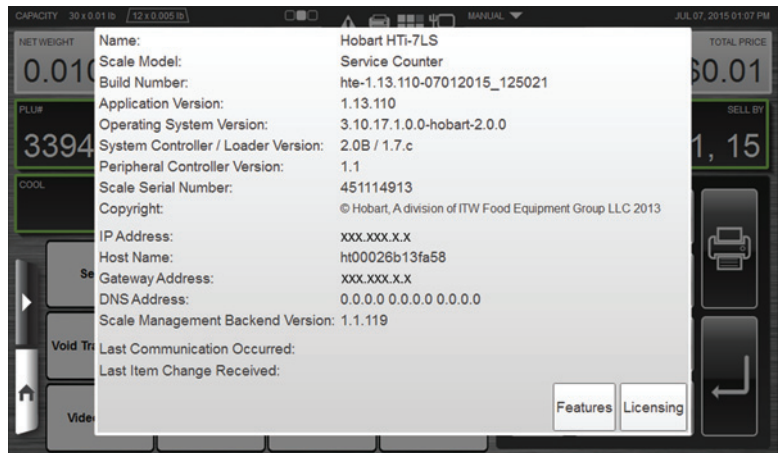 CAPACITY 30 x 0.01 lb 12 x 0.005 lb MANUAL JUL 07, 2015 01:07 PM
NET WEIGHT TOTAL PRICE
0.010 $0.01
PLU# SELL BY
3394 1, 15
COOL
Name: Hobart HTi-7LS
Scale Model: Service Counter
Build Number: hte-1.13.110-07012015_125021
Application Version: 1.13.110
Operating System Version: 3.10.17.1.0.0-hobart-2.0.0
System Controller / Loader Version: 2.0B / 1.7.c
Peripheral Controller Version: 1.1
Scale Serial Number: 451114913
Copyright: © Hobart, A division of ITW Food Equipment Group LLC 2013
IP Address: xxx.xxx.x.x
Host Name: ht00026b13fa58
Gateway Address: xxx.xxx.x.x
DNS Address: 0.0.0.0 0.0.0.0 0.0.0.0
Scale Management Backend Version: 1.1.119
Last Communication Occurred:
Last Item Change Received:
Features Licensing
Se
Void Tra
Video